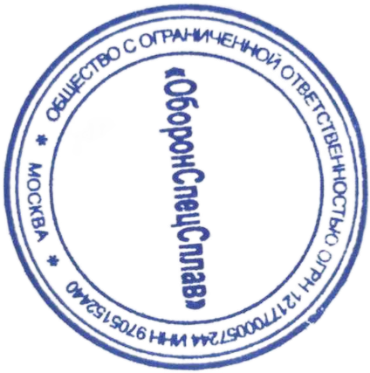 ОБЩЕСТВО С ОГРАНИЧЕННОЙ ОТВЕТСТВЕННОСТЬЮ ОГРН 1217700057244 ИНН 9705152440
* МОСКВА *
«ОборонСпецСплав»